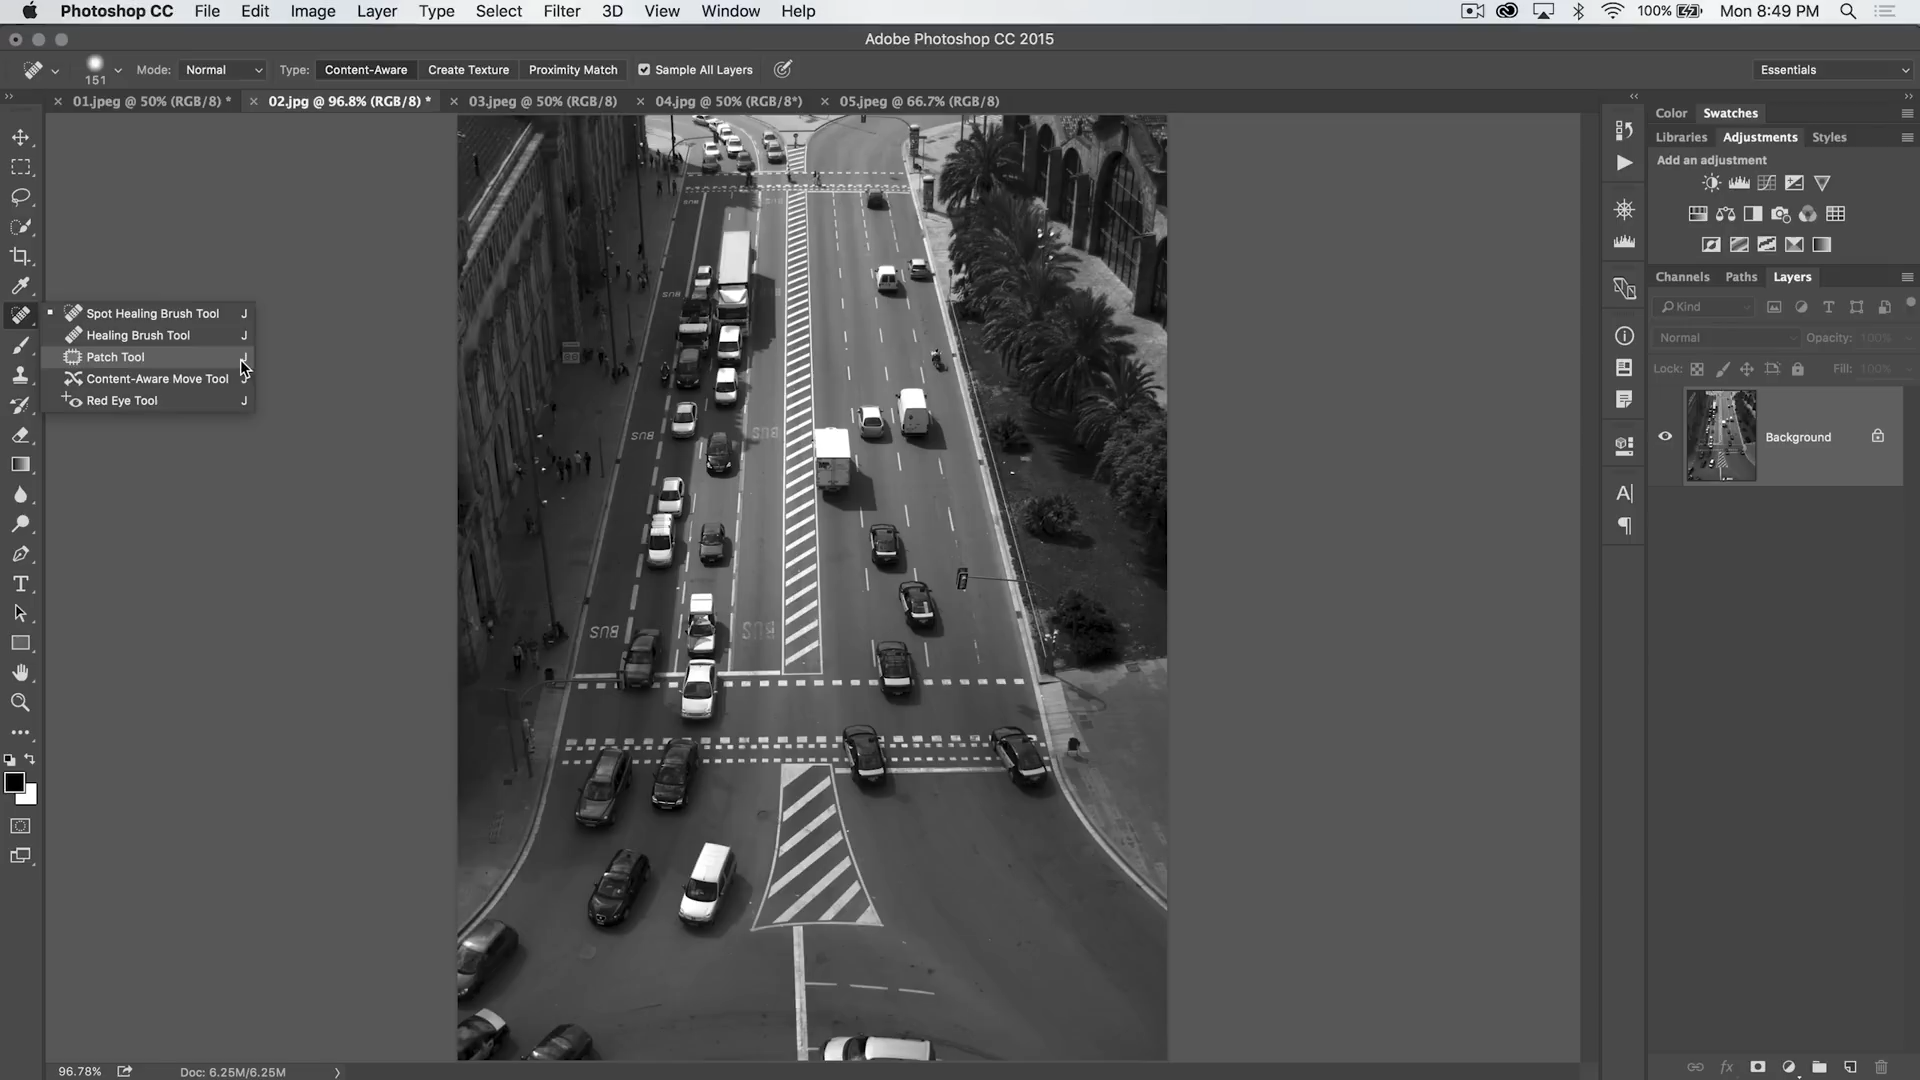 Photoshop CC File Edit Image Layer Type Select Filter 3D View Window Help 100% Mon 8:49 PM
Adobe Photoshop CC 2015
151 Mode: Normal Type: Content-Aware Create Texture Proximity Match Sample All Layers Essentials
01.jpeg @ 50% (RGB/8) * 02.jpg @ 96.8% (RGB/8) * 03.jpeg @ 50% (RGB/8) 04.jpg @ 50% (RGB/8*) 05.jpeg @ 66.7% (RGB/8)
Color Swatches
Libraries Adjustments Styles
Add an adjustment
Channels Paths Layers
Kind
Normal Opacity: 100%
Lock: Fill: 100%
Background
Spot Healing Brush Tool J
Healing Brush Tool J
Patch Tool J
Content-Aware Move Tool J
Red Eye Tool J
BUS BUS
BUS BUS
BUS BUS
BUS BUS
96.78% Doc: 6.25M/6.25M